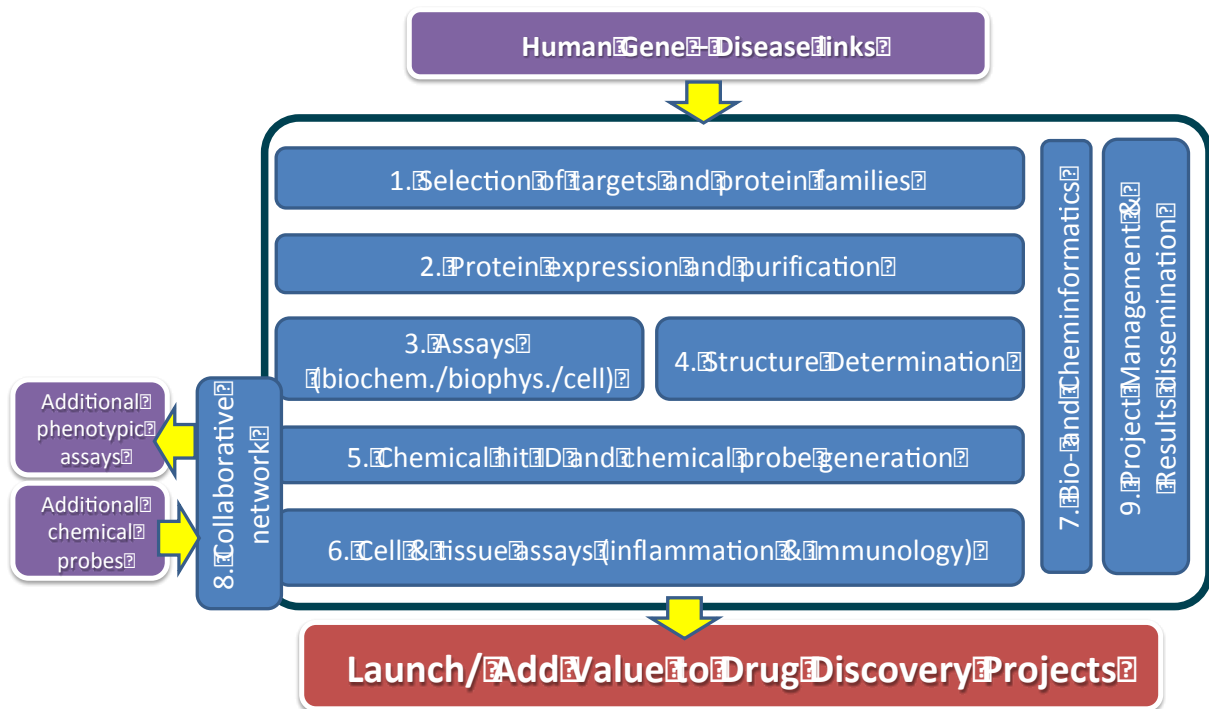 Human Gene – Disease links
1. Selection of targets and protein families
2. Protein expression and purification
3. Assays
(biochem./biophys./cell)
4. Structure Determination
5. Chemical hit ID and chemical probe generation
6. Cell & tissue assays (inflammation & immunology)
7. Bio- and Cheminformatics
9. Project Management &
Results dissemination
8. Collaborative
network
Additional
phenotypic
assays
Additional
chemical
probes
Launch/ Add Value to Drug Discovery Projects